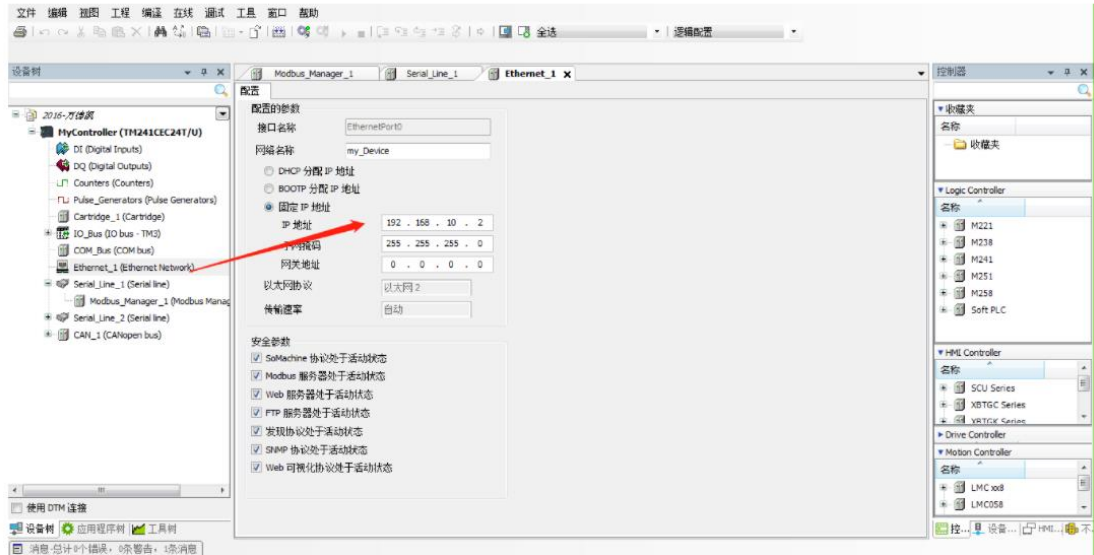 文件 编辑 视图 工程 编译 在线 调试 工具 窗口 帮助
全选 逻辑配置
设备树
2016-万德凯
MyController (TM241CEC24T/U)
DI (Digital Inputs)
DQ (Digital Outputs)
Counters (Counters)
Pulse_Generators (Pulse Generators)
Cartridge_1 (Cartridge)
IO_Bus (IO bus - TM3)
COM_Bus (COM bus)
Ethernet_1 (Ethernet Network)
Serial_Line_1 (Serial line)
Modbus_Manager_1 (Modbus Manag
Serial_Line_2 (Serial line)
CAN_1 (CANopen bus)
使用 DTM 连接
设备树 应用程序树 工具树
消息-总计0个错误，0条警告，1条消息
Modbus_Manager_1 Serial_Line_1 Ethernet_1
配置
配置的参数
接口名称 EthernetPort0
网络名称 my_Device
DHCP 分配 IP 地址
BOOTP 分配 IP 地址
固定 IP 地址
IP 地址 192 . 168 . 10 . 2
子网掩码 255 . 255 . 255 . 0
网关地址 0 . 0 . 0 . 0
以太网协议 以太网 2
传输速率 自动
安全参数
SoMachine 协议处于活动状态
Modbus 服务器处于活动状态
Web 服务器处于活动状态
FTP 服务器处于活动状态
发现协议处于活动状态
SNMP 协议处于活动状态
Web 可视化协议处于活动状态
控制器
收藏夹
名称
收藏夹
Logic Controller
名称
M221
M238
M241
M251
M258
Soft PLC
HMI Controller
名称
SCU Series
XBTGC Series
XBTGK Series
Drive Controller
Motion Controller
名称
LMC xx8
LMC058
控... 设备... HMI... 不